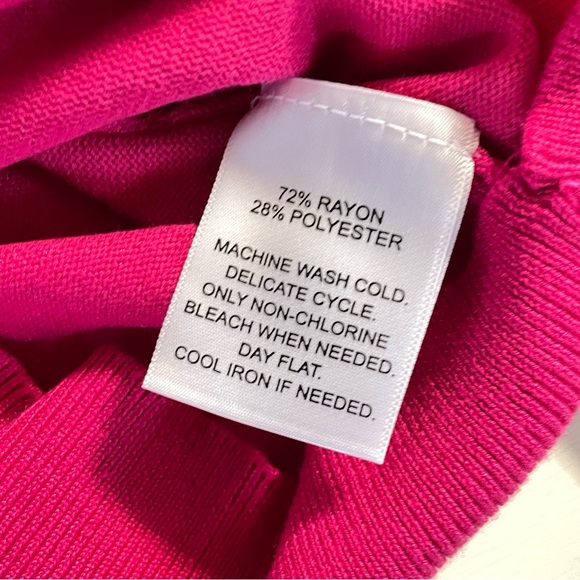 72% RAYON
28% POLYESTER
MACHINE WASH COLD.
DELICATE CYCLE.
ONLY NON-CHLORINE
BLEACH WHEN NEEDED.
DAY FLAT.
COOL IRON IF NEEDED.